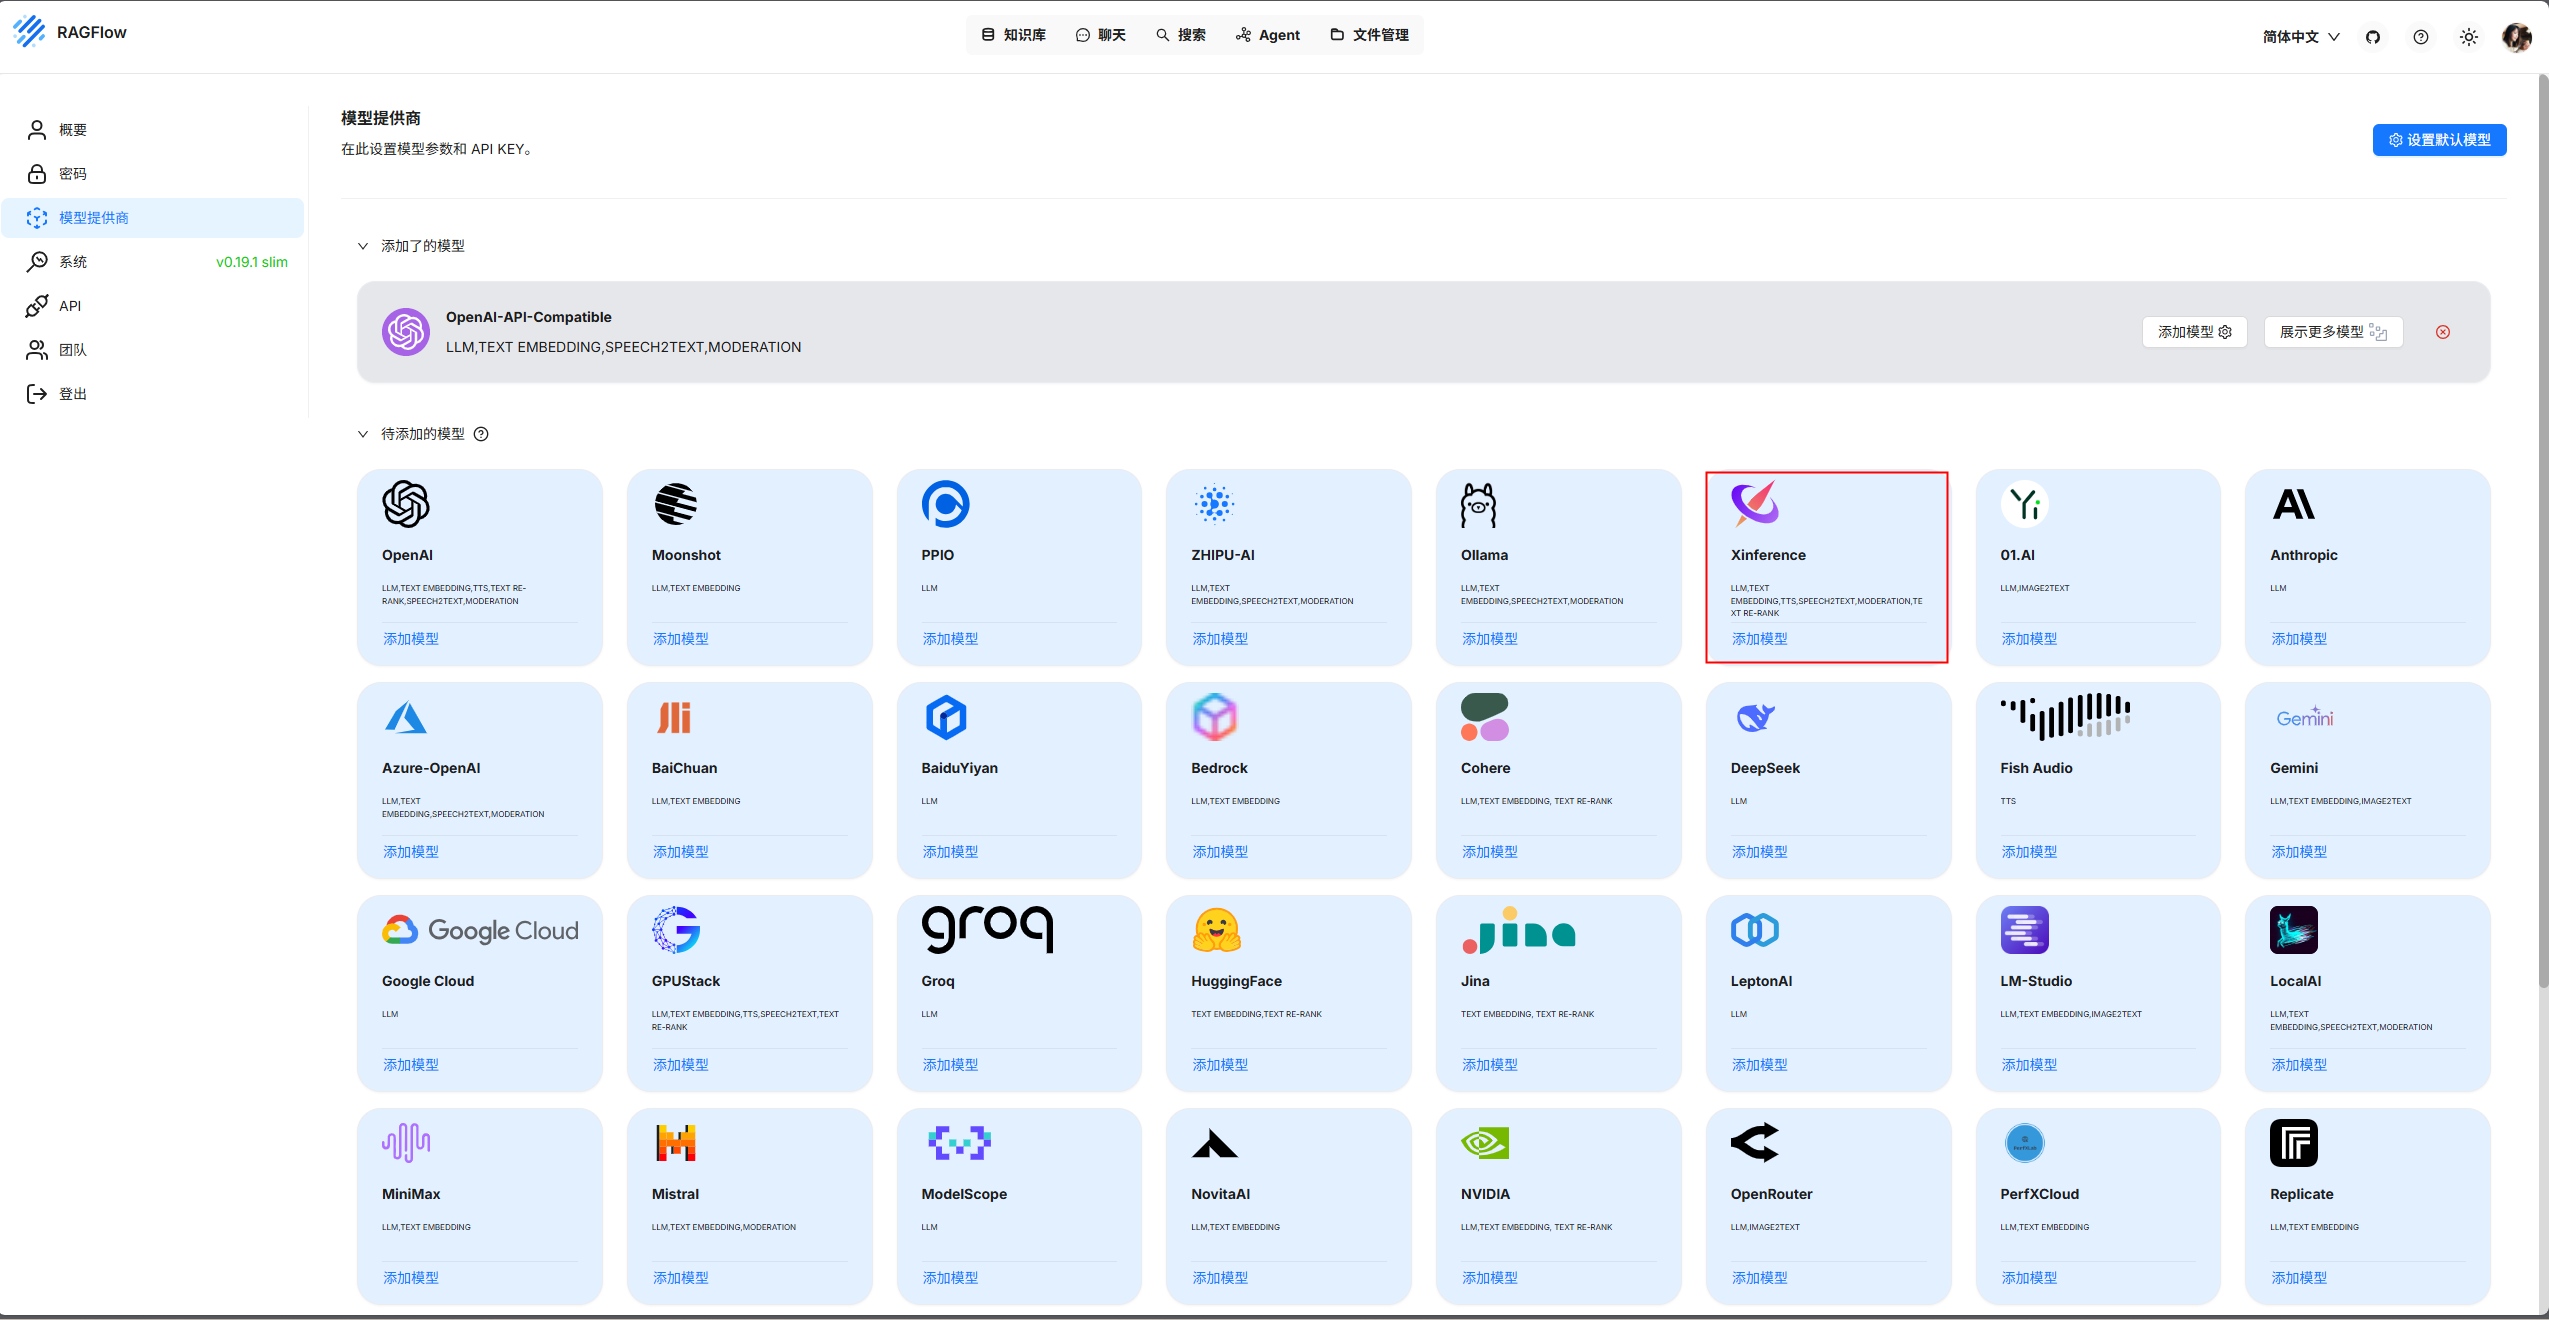 RAGFlow
知识库 聊天 搜索 Agent 文件管理
简体中文
概要
密码
模型提供商
系统 v0.19.1 slim
API
团队
登出
模型提供商
在此设置模型参数和 API KEY。
设置默认模型
添加了的模型
OpenAI-API-Compatible
LLM,TEXT EMBEDDING,SPEECH2TEXT,MODERATION
添加模型 展示更多模型
待添加的模型
OpenAI
LLM,TEXT EMBEDDING,TTS,TEXT RE-
RANK,SPEECH2TEXT,MODERATION
添加模型
Moonshot
LLM,TEXT EMBEDDING
添加模型
PPIO
LLM
添加模型
ZHIPU-AI
LLM,TEXT
EMBEDDING,SPEECH2TEXT,MODERATION
添加模型
Ollama
LLM,TEXT
EMBEDDING,SPEECH2TEXT,MODERATION
添加模型
Xinference
LLM,TEXT
EMBEDDING,TTS,SPEECH2TEXT,MODERATION,TE
XT RE-RANK
添加模型
Yi
01.AI
LLM,IMAGE2TEXT
添加模型
Anthropic
LLM
添加模型
Azure-OpenAI
LLM,TEXT
EMBEDDING,SPEECH2TEXT,MODERATION
添加模型
BaiChuan
LLM,TEXT EMBEDDING
添加模型
BaiduYiyan
LLM
添加模型
Bedrock
LLM,TEXT EMBEDDING
添加模型
Cohere
LLM,TEXT EMBEDDING, TEXT RE-RANK
添加模型
DeepSeek
LLM
添加模型
Fish Audio
TTS
添加模型
Gemini
Gemini
LLM,TEXT EMBEDDING,IMAGE2TEXT
添加模型
Google Cloud
Google Cloud
LLM
添加模型
GPUStack
LLM,TEXT EMBEDDING,TTS,SPEECH2TEXT,TEXT
RE-RANK
添加模型
groq
Groq
LLM
添加模型
HuggingFace
TEXT EMBEDDING,TEXT RE-RANK
添加模型
jina
Jina
TEXT EMBEDDING, TEXT RE-RANK
添加模型
LeptonAI
LLM
添加模型
LM-Studio
LLM,TEXT EMBEDDING,IMAGE2TEXT
添加模型
LocalAI
LLM,TEXT
EMBEDDING,SPEECH2TEXT,MODERATION
添加模型
MiniMax
LLM,TEXT EMBEDDING
添加模型
Mistral
LLM,TEXT EMBEDDING,MODERATION
添加模型
ModelScope
LLM
添加模型
NovitaAI
LLM,TEXT EMBEDDING
添加模型
NVIDIA
LLM,TEXT EMBEDDING, TEXT RE-RANK
添加模型
OpenRouter
LLM,IMAGE2TEXT
添加模型
PerfXCloud
LLM,TEXT EMBEDDING
添加模型
Replicate
LLM,TEXT EMBEDDING
添加模型